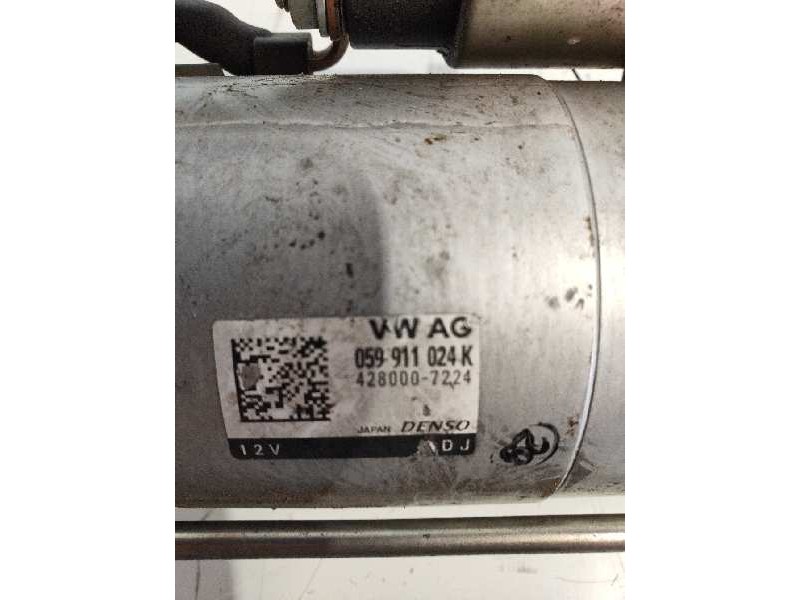 VW AG
059 911 024 K
428000-7224
&
JAPAN DENSO
12V DJ